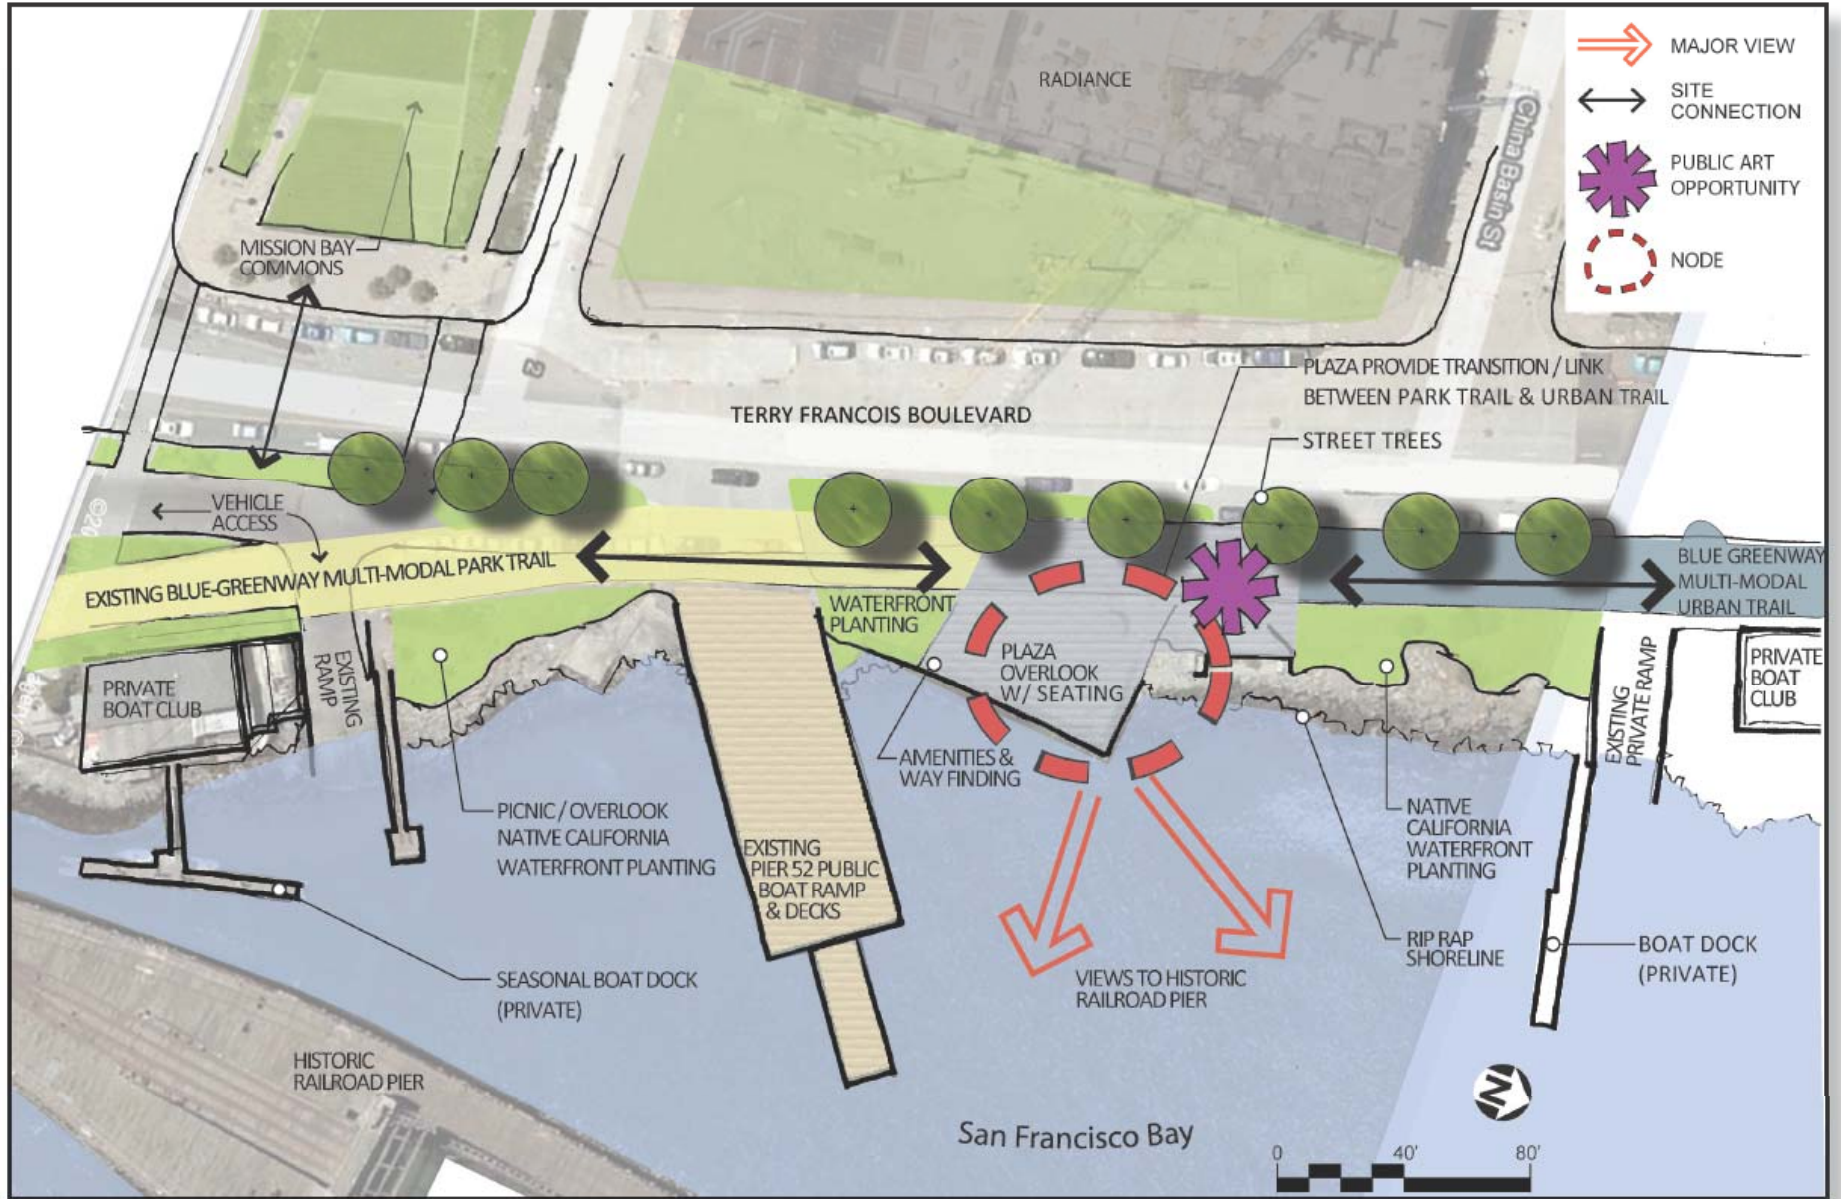 RADIANCE
China Basin St
MAJOR VIEW
SITE
CONNECTION
PUBLIC ART
OPPORTUNITY
NODE
MISSION BAY
COMMONS
PLAZA PROVIDE TRANSITION / LINK
BETWEEN PARK TRAIL & URBAN TRAIL
TERRY FRANCOIS BOULEVARD
STREET TREES
VEHICLE
ACCESS
EXISTING BLUE-GREENWAY MULTI-MODAL PARK TRAIL
BLUE GREENWAY
MULTI-MODAL
URBAN TRAIL
WATERFRONT
PLANTING
PLAZA
OVERLOOK
W/ SEATING
PRIVATE
BOAT CLUB
EXISTING
RAMP
EXISTING
PRIVATE RAMP
PRIVATE
BOAT
CLUB
AMENITIES &
WAY FINDING
PICNIC / OVERLOOK
NATIVE CALIFORNIA
WATERFRONT PLANTING
EXISTING
PIER 52 PUBLIC
BOAT RAMP
& DECKS
NATIVE
CALIFORNIA
WATERFRONT
PLANTING
RIP RAP
SHORELINE
BOAT DOCK
(PRIVATE)
SEASONAL BOAT DOCK
(PRIVATE)
VIEWS TO HISTORIC
RAILROAD PIER
HISTORIC
RAILROAD PIER
San Francisco Bay
N
0 40' 80'